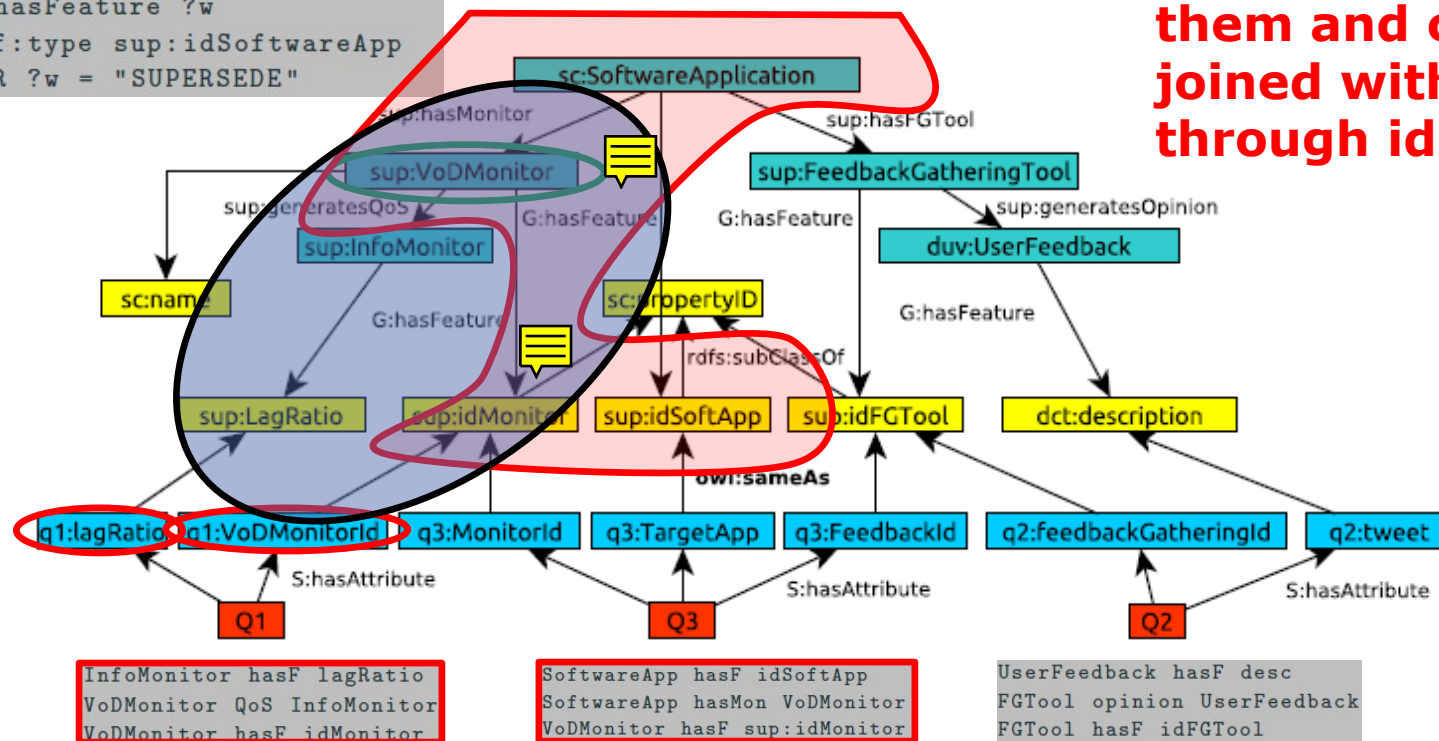 hasFeature ?w
:type sup:idSoftwareApp
?w = "SUPERSEDE"
them and
joined
through id
sc:SoftwareApplication
sup:hasMonitor
sup:hasFGTool
sup:VoDMonitor
sup:FeedbackGatheringTool
sup:generatesQoS
G:hasFeature
G:hasFeature
sup:generatesOpinion
sup:InfoMonitor
duv:UserFeedback
sc:name
sc:propertyID
G:hasFeature
G:hasFeature
rdfs:subClassOf
sup:LagRatio
sup:idMonitor
sup:idSoftApp
sup:idFGTool
dct:description
owl:sameAs
q1:lagRatio
q1:VoDMonitorId
q3:MonitorId
q3:TargetApp
q3:FeedbackId
q2:feedbackGatheringId
q2:tweet
S:hasAttribute
S:hasAttribute
S:hasAttribute
Q1
Q3
Q2
InfoMonitor hasF lagRatio
VoDMonitor QoS InfoMonitor
VoDMonitor hasF idMonitor
SoftwareApp hasF idSoftApp
SoftwareApp hasMon VoDMonitor
VoDMonitor hasF sup:idMonitor
UserFeedback hasF desc
FGTool opinion UserFeedback
FGTool hasF idFGTool